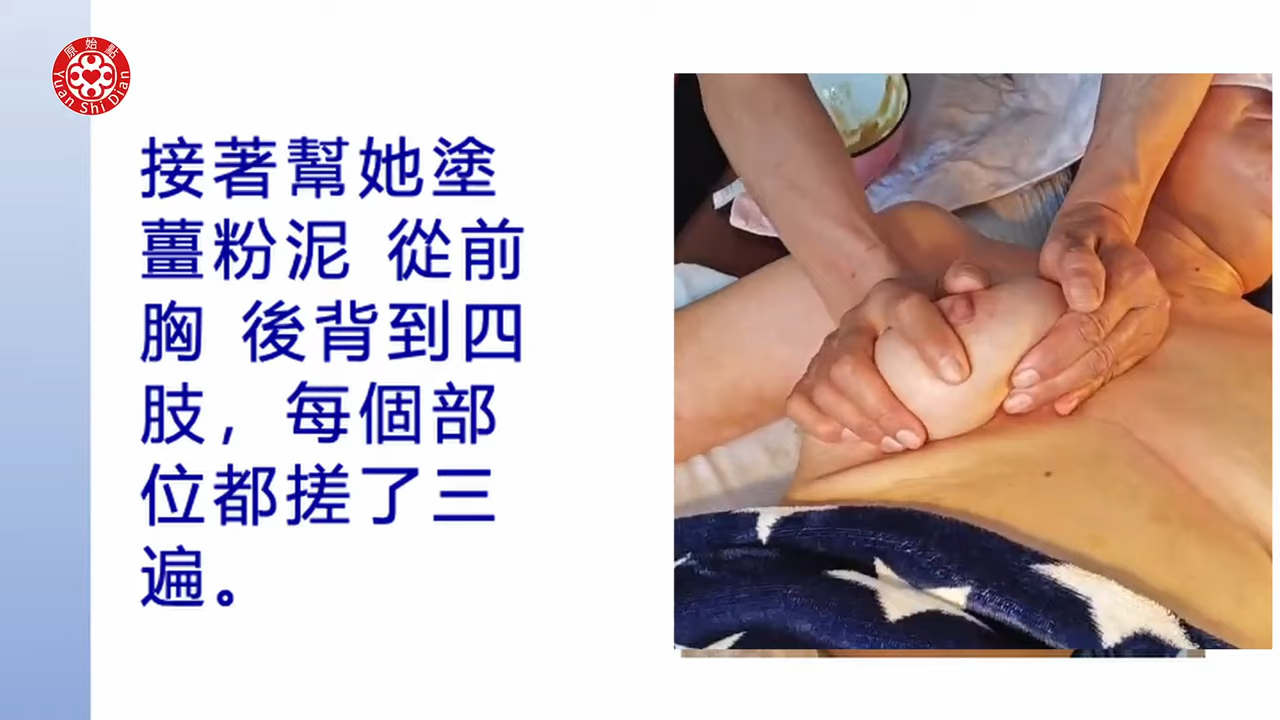 原始點
Yuan Shi Dian
接著幫她塗
薑粉泥 從前
胸 後背到四
肢，每個部
位都搓了三
遍。